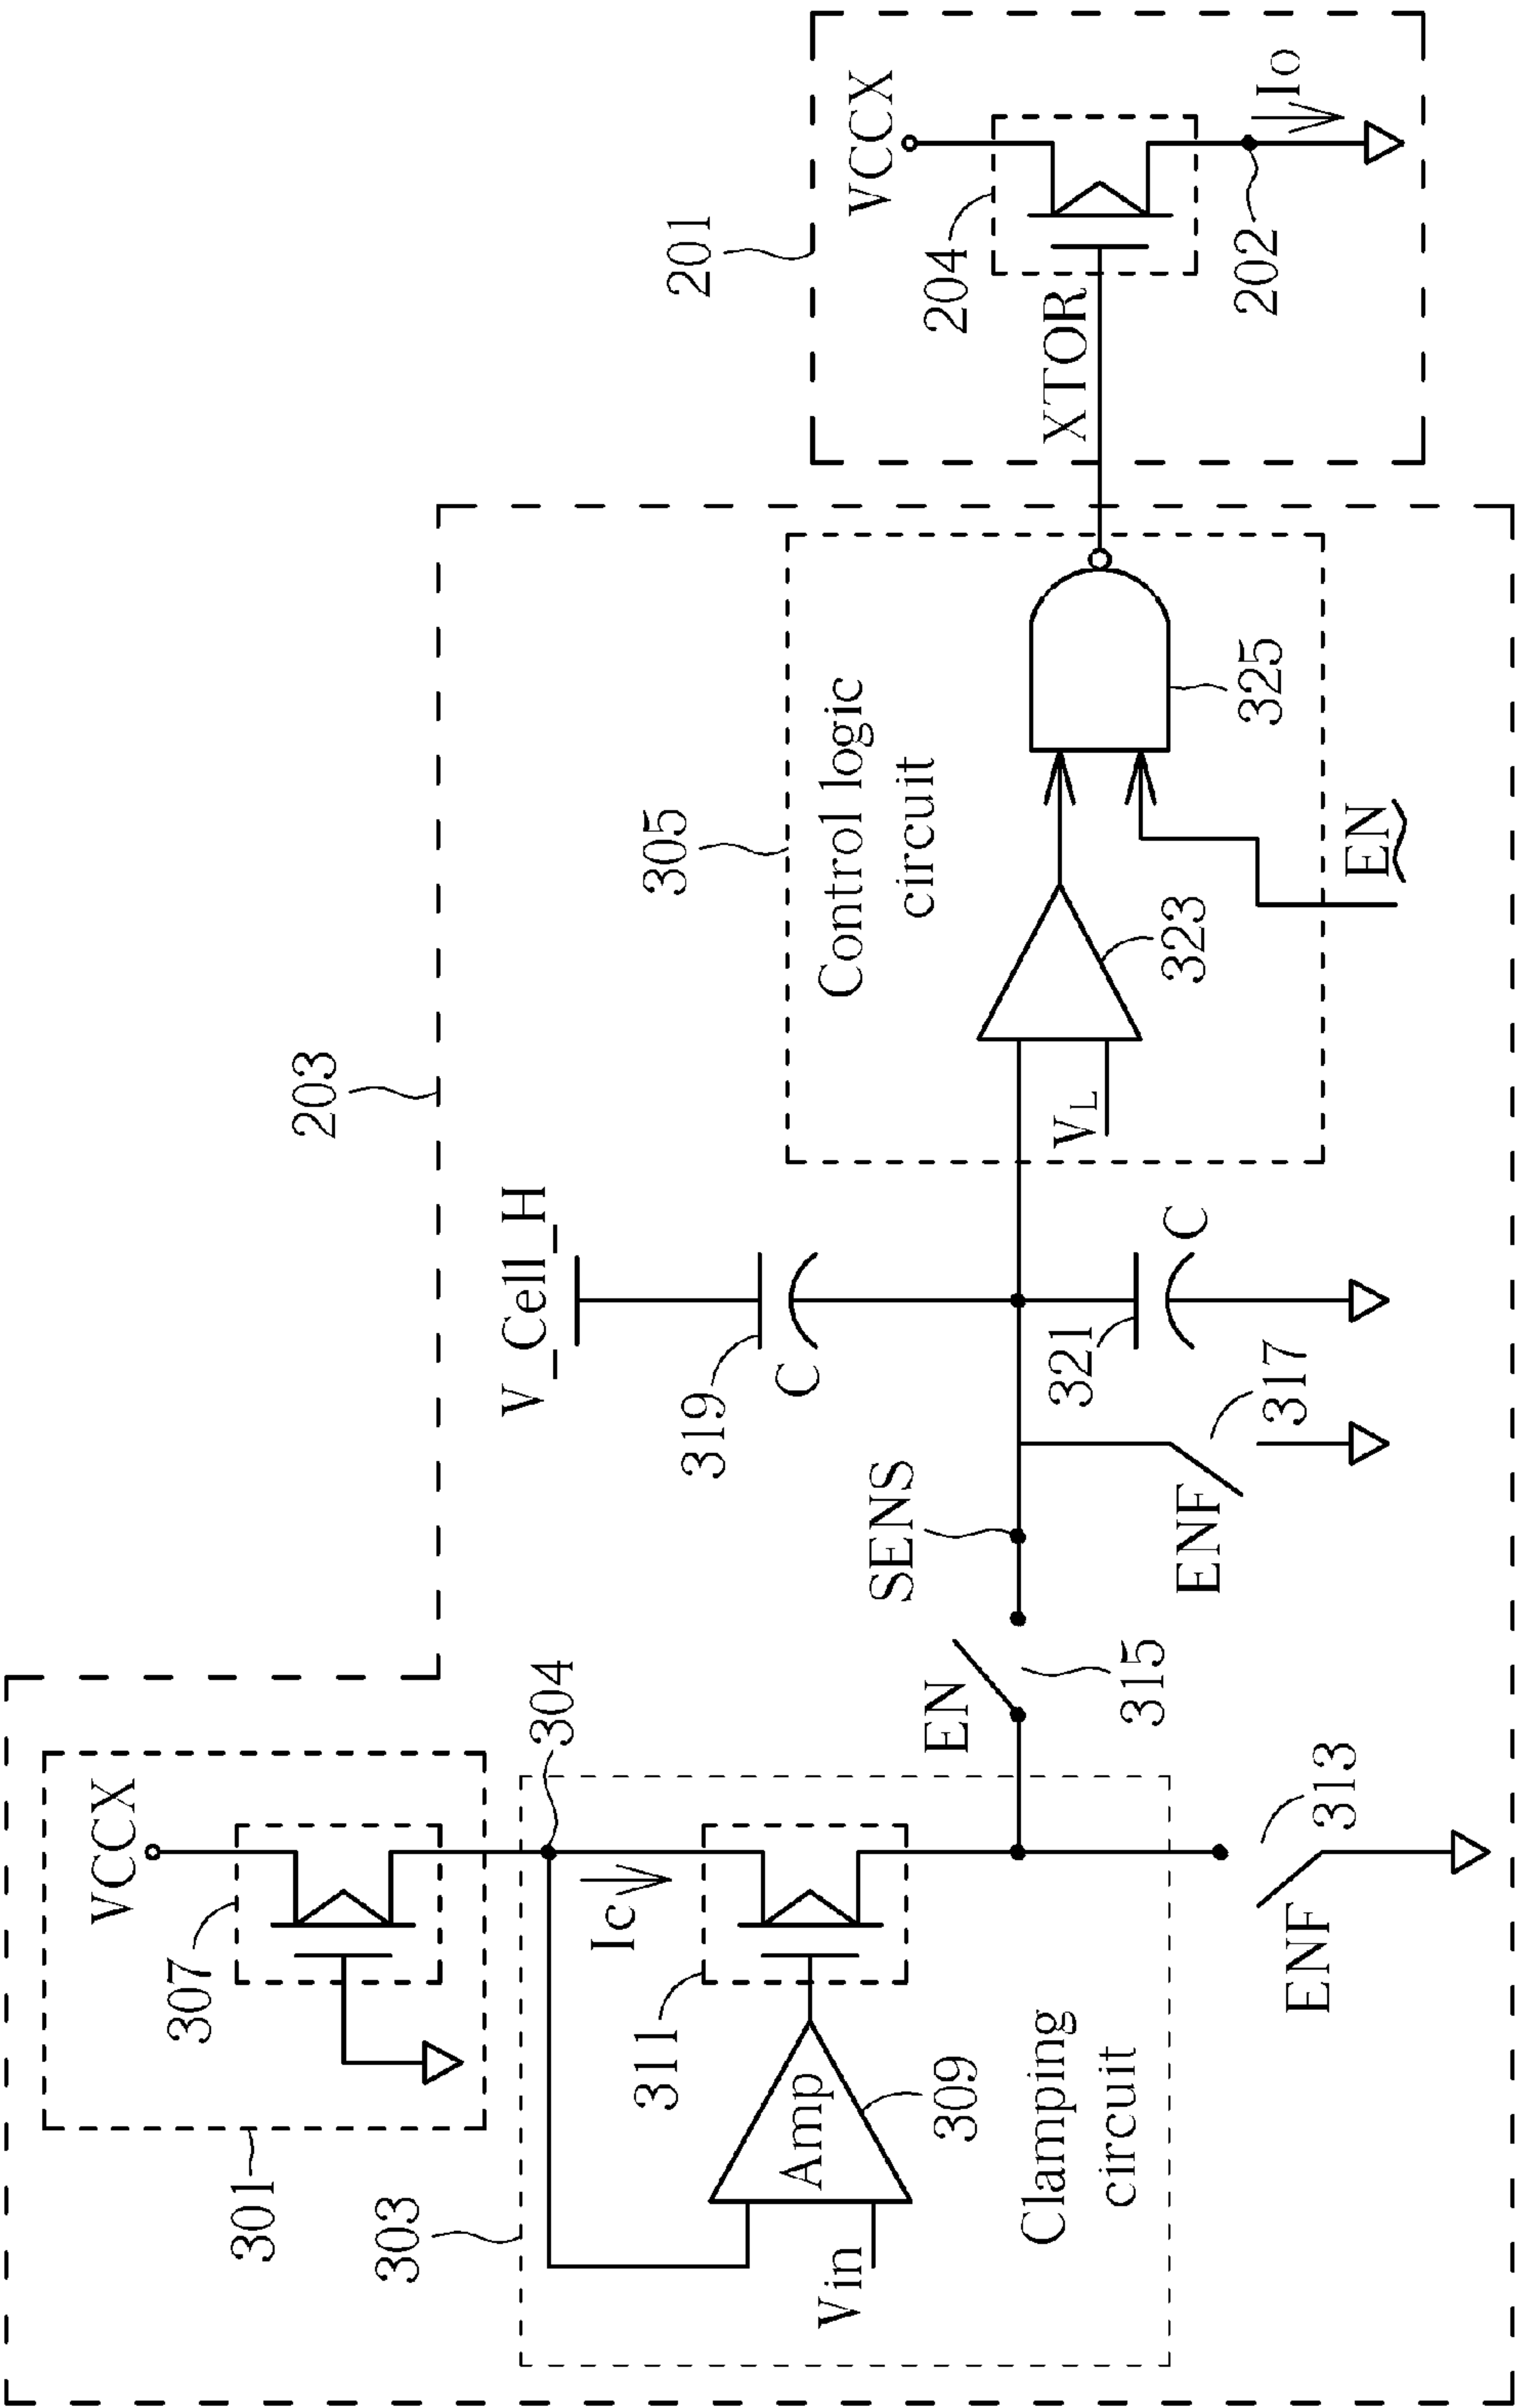 201
VCCX
204
XTOR
202
Io
203
305
Control logic
circuit
325
EN
323
VL
V_Cell_H
319
C
321
C
317
SENS
ENF
EN
315
304
313
ENF
VCCX
307
301
303
Ic
311
Amp
309
Vin
Clamping
circuit